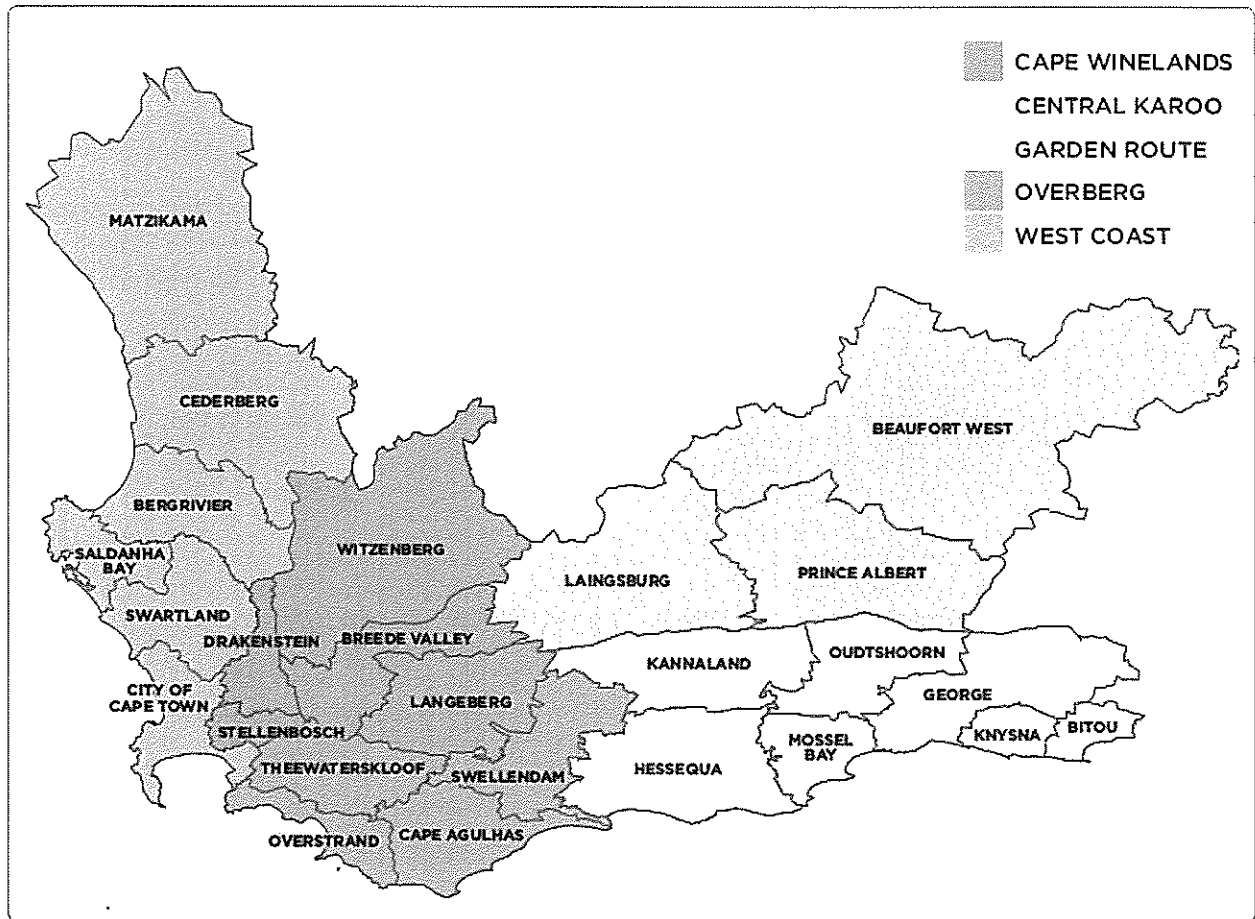 CAPE WINELANDS
CENTRAL KAROO
GARDEN ROUTE
OVERBERG
WEST COAST
MATZIKAMA
CEDERBERG
BEAUFORT WEST
BERGRIVIER
SALDANHA
BAY
WITZENBERG
LAINGSBURG
PRINCE ALBERT
SWARTLAND
DRAKENSTEIN
BREEDE VALLEY
KANNALAND
OUDTSHOORN
CITY OF
CAPE TOWN
LANGEBERG
GEORGE
STELLENBOSCH
MOSSEL
BAY
KNYSNA
BITOU
THEEWATERSKLOOF
SWELLENDAM
HESSEQUA
OVERSTRAND
CAPE AGULHAS